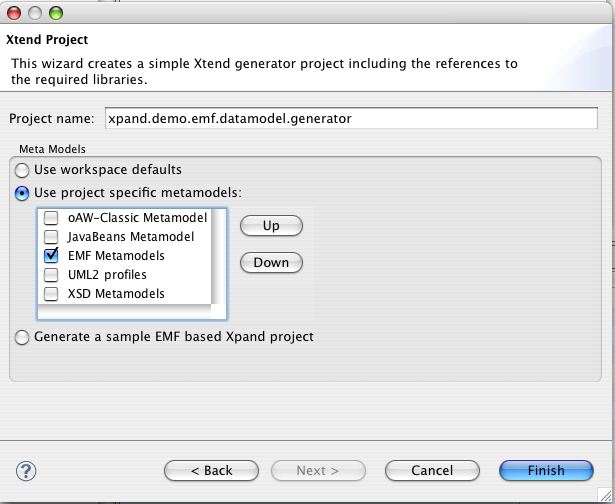 Xtend Project
This wizard creates a simple Xtend generator project including the references to
the required libraries.
Project name: xpand.demo.emf.datamodel.generator
Meta Models
Use workspace defaults
Use project specific metamodels:
oAW-Classic Metamodel
JavaBeans Metamodel
EMF Metamodels
UML2 profiles
XSD Metamodels
Up
Down
Generate a sample EMF based Xpand project
? < Back Next > Cancel Finish